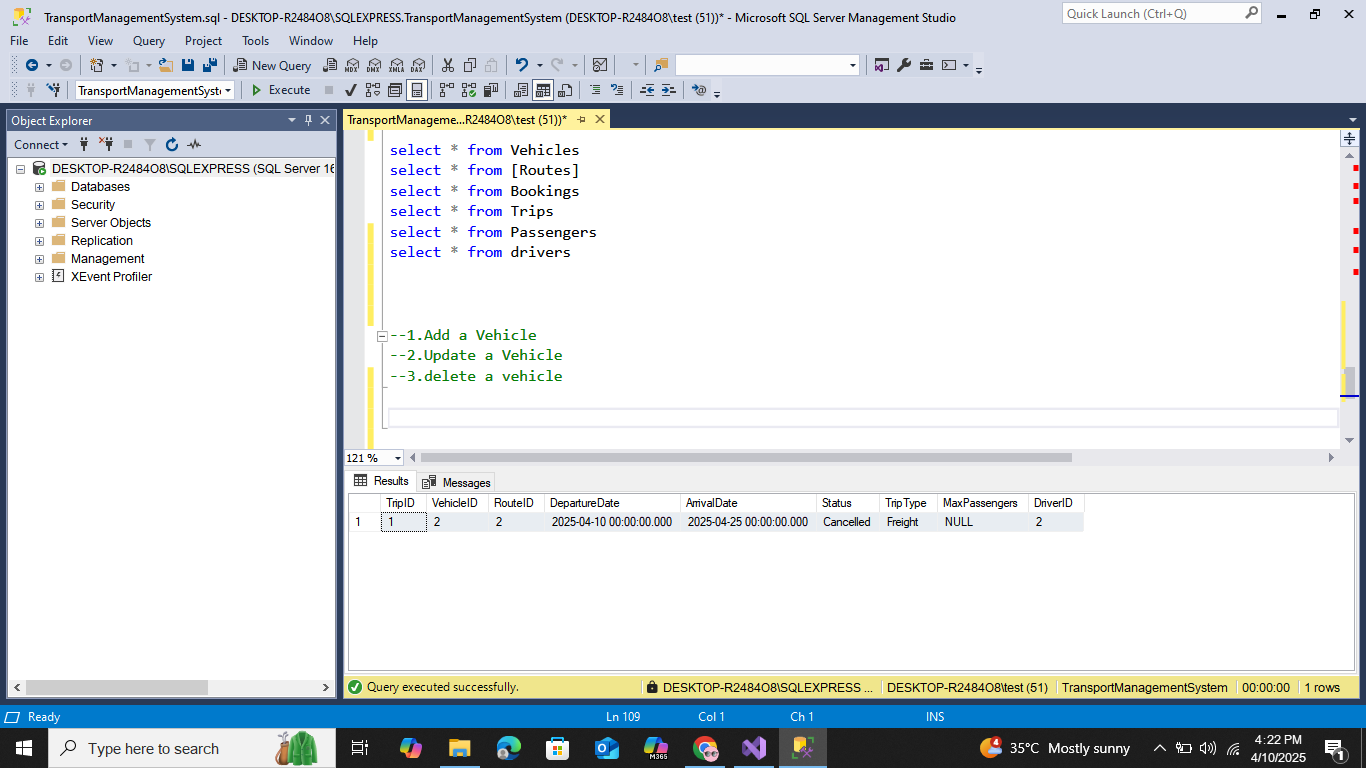 TransportManagementSystem.sql - DESKTOP-R2484O8\SQLEXPRESS.TransportManagementSystem (DESKTOP-R2484O8\test (51))* - Microsoft SQL Server Management Studio
Quick Launch (Ctrl+Q)
File Edit View Query Project Tools Window Help
New Query MDX DMX XMLA DAX
TransportManagementSyste Execute
Object Explorer
TransportManageme...R2484O8\test (51))*
Connect
DESKTOP-R2484O8\SQLEXPRESS (SQL Server 16
Databases
Security
Server Objects
Replication
Management
XEvent Profiler
select * from Vehicles
select * from [Routes]
select * from Bookings
select * from Trips
select * from Passengers
select * from drivers
--1.Add a Vehicle
--2.Update a Vehicle
--3.delete a vehicle
121 %
Results Messages
TripID VehicleID RouteID DepartureDate ArrivalDate Status TripType MaxPassengers DriverID
1 1 2 2 2025-04-10 00:00:00.000 2025-04-25 00:00:00.000 Cancelled Freight NULL 2
Query executed successfully. DESKTOP-R2484O8\SQLEXPRESS ... DESKTOP-R2484O8\test (51) TransportManagementSystem 00:00:00 1 rows
Ready Ln 109 Col 1 Ch 1 INS
Type here to search M365 35°C Mostly sunny 4:22 PM
4/10/2025 1